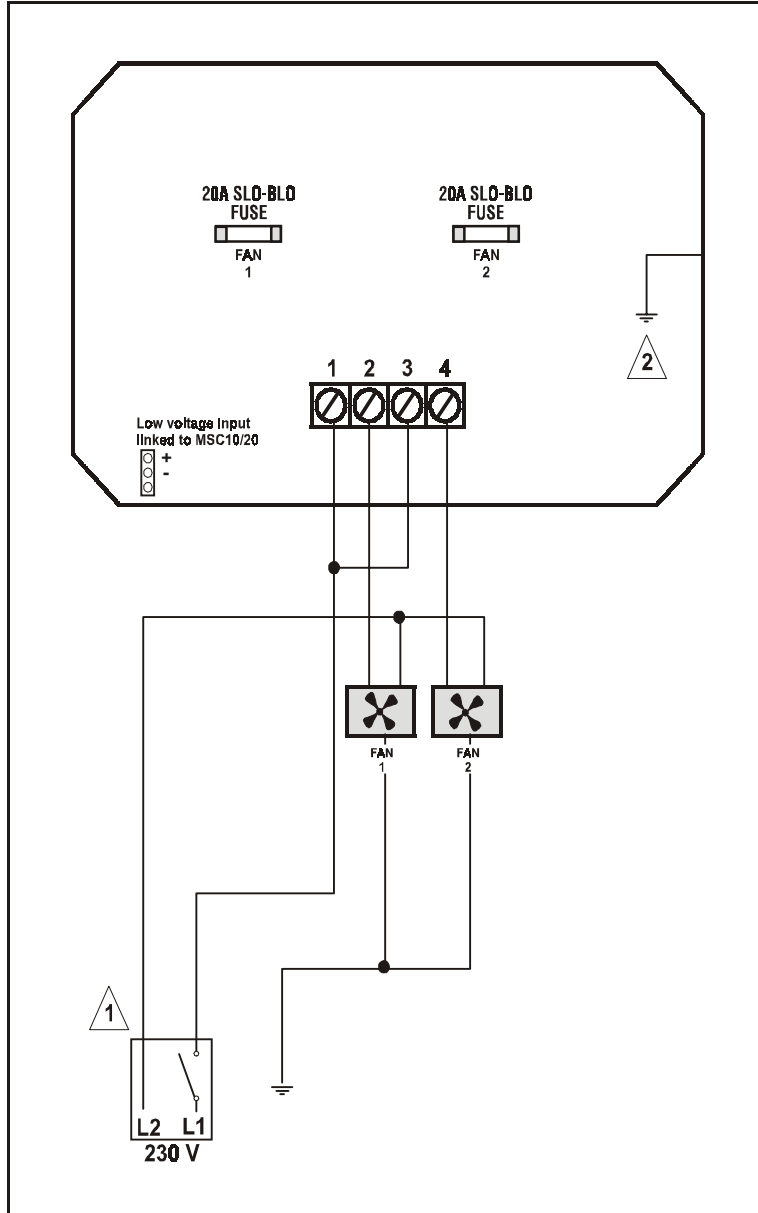 20A SLO-BLO
FUSE
FAN
1
20A SLO-BLO
FUSE
FAN
2
2
1 2 3 4
Low voltage input
linked to MSC10/20
+
-
FAN
1
FAN
2
1
L2 L1
230 V